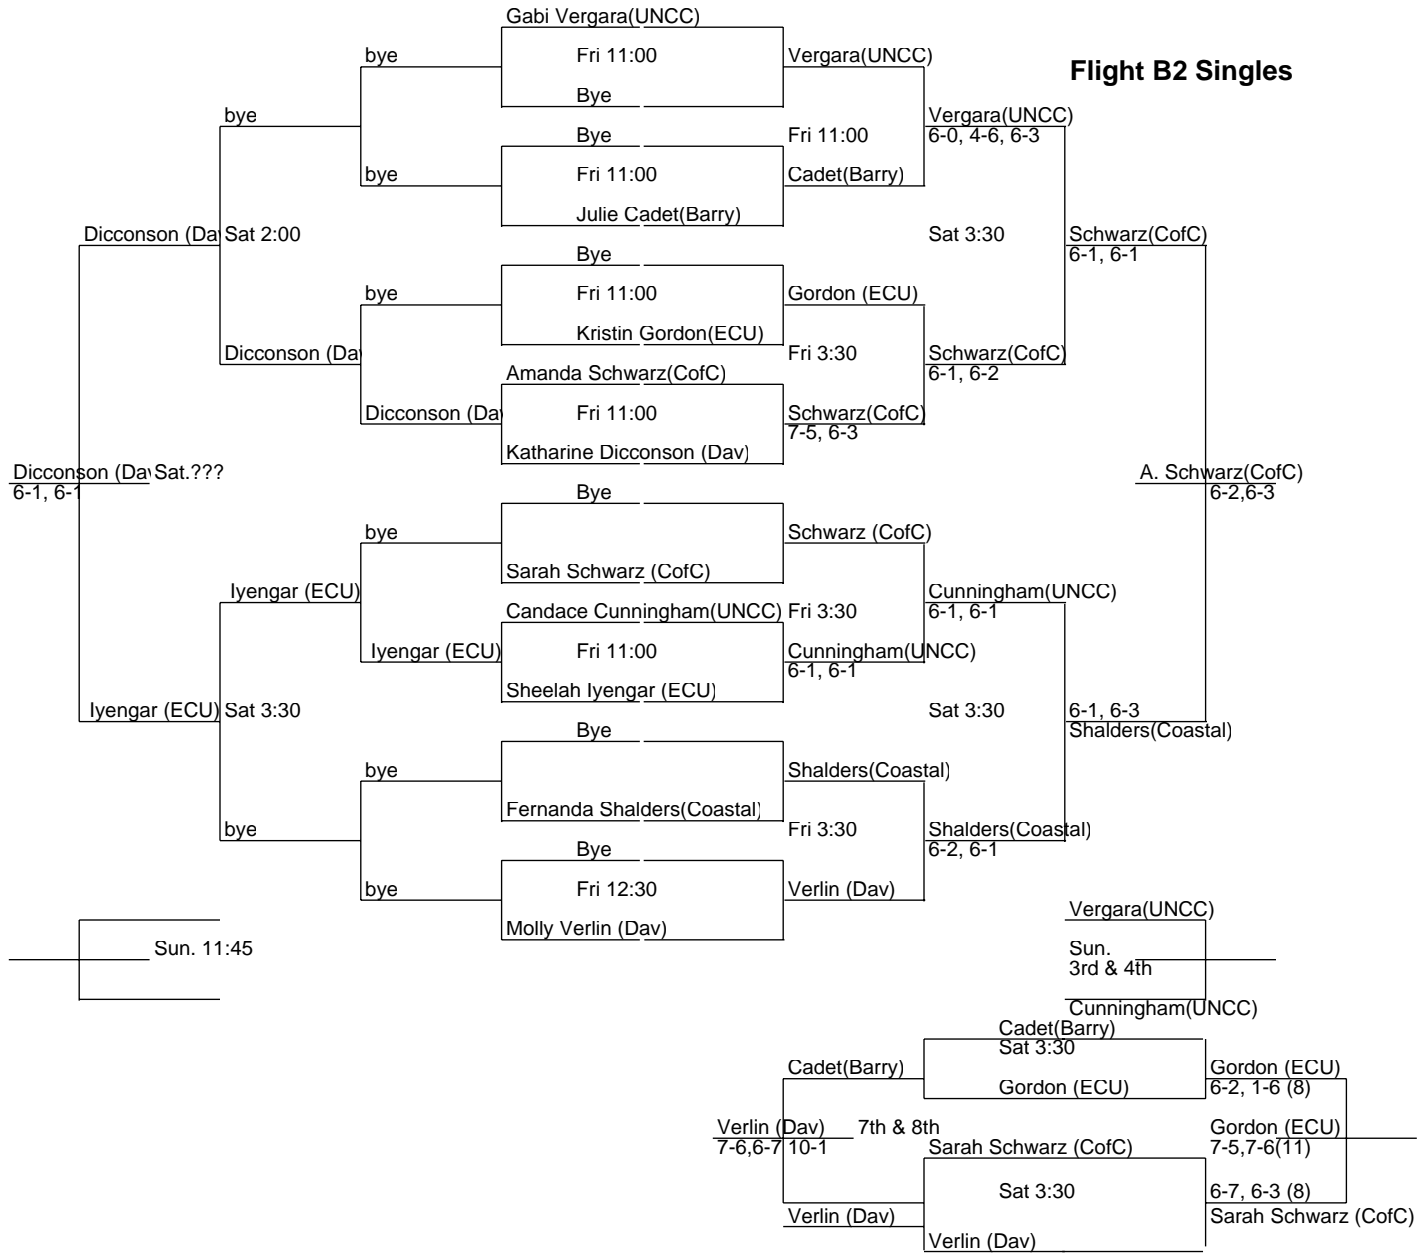 Gabi Vergara(UNCC)
bye
Fri 11:00
Vergara(UNCC)
Flight B2 Singles
Bye
bye
Bye
Fri 11:00
Vergara(UNCC)
6-0, 4-6, 6-3
bye
Fri 11:00
Cadet(Barry)
Julie Cadet(Barry)
Dicconson (Da
Sat 2:00
Sat 3:30
Schwarz(CofC)
6-1, 6-1
Bye
bye
Fri 11:00
Gordon (ECU)
Kristin Gordon(ECU)
Dicconson (Da
Fri 3:30
Schwarz(CofC)
6-1, 6-2
Amanda Schwarz(CofC)
Dicconson (Da
Fri 11:00
Schwarz(CofC)
7-5, 6-3
Katharine Dicconson (Dav)
Dicconson (Da
Sat.???
6-1, 6-1
A. Schwarz(CofC)
6-2,6-3
Bye
bye
Schwarz (CofC)
Sarah Schwarz (CofC)
Iyengar (ECU)
Candace Cunningham(UNCC)
Fri 3:30
Cunningham(UNCC)
6-1, 6-1
Iyengar (ECU)
Fri 11:00
Cunningham(UNCC)
6-1, 6-1
Sheelah Iyengar (ECU)
Iyengar (ECU)
Sat 3:30
Sat 3:30
6-1, 6-3
Shalders(Coastal)
Bye
bye
Shalders(Coastal)
Fernanda Shalders(Coastal)
bye
Fri 3:30
Shalders(Coastal)
6-2, 6-1
Bye
bye
Fri 12:30
Verlin (Dav)
Molly Verlin (Dav)
Vergara(UNCC)
Sun. 11:45
Sun.
3rd & 4th
Cunningham(UNCC)
Cadet(Barry)
Sat 3:30
Cadet(Barry)
Gordon (ECU)
Gordon (ECU)
6-2, 1-6 (8)
Verlin (Dav)
7th & 8th
7-6,6-7 10-1
Gordon (ECU)
7-5,7-6(11)
Sarah Schwarz (CofC)
Sat 3:30
6-7, 6-3 (8)
Verlin (Dav)
Sarah Schwarz (CofC)
Verlin (Dav)